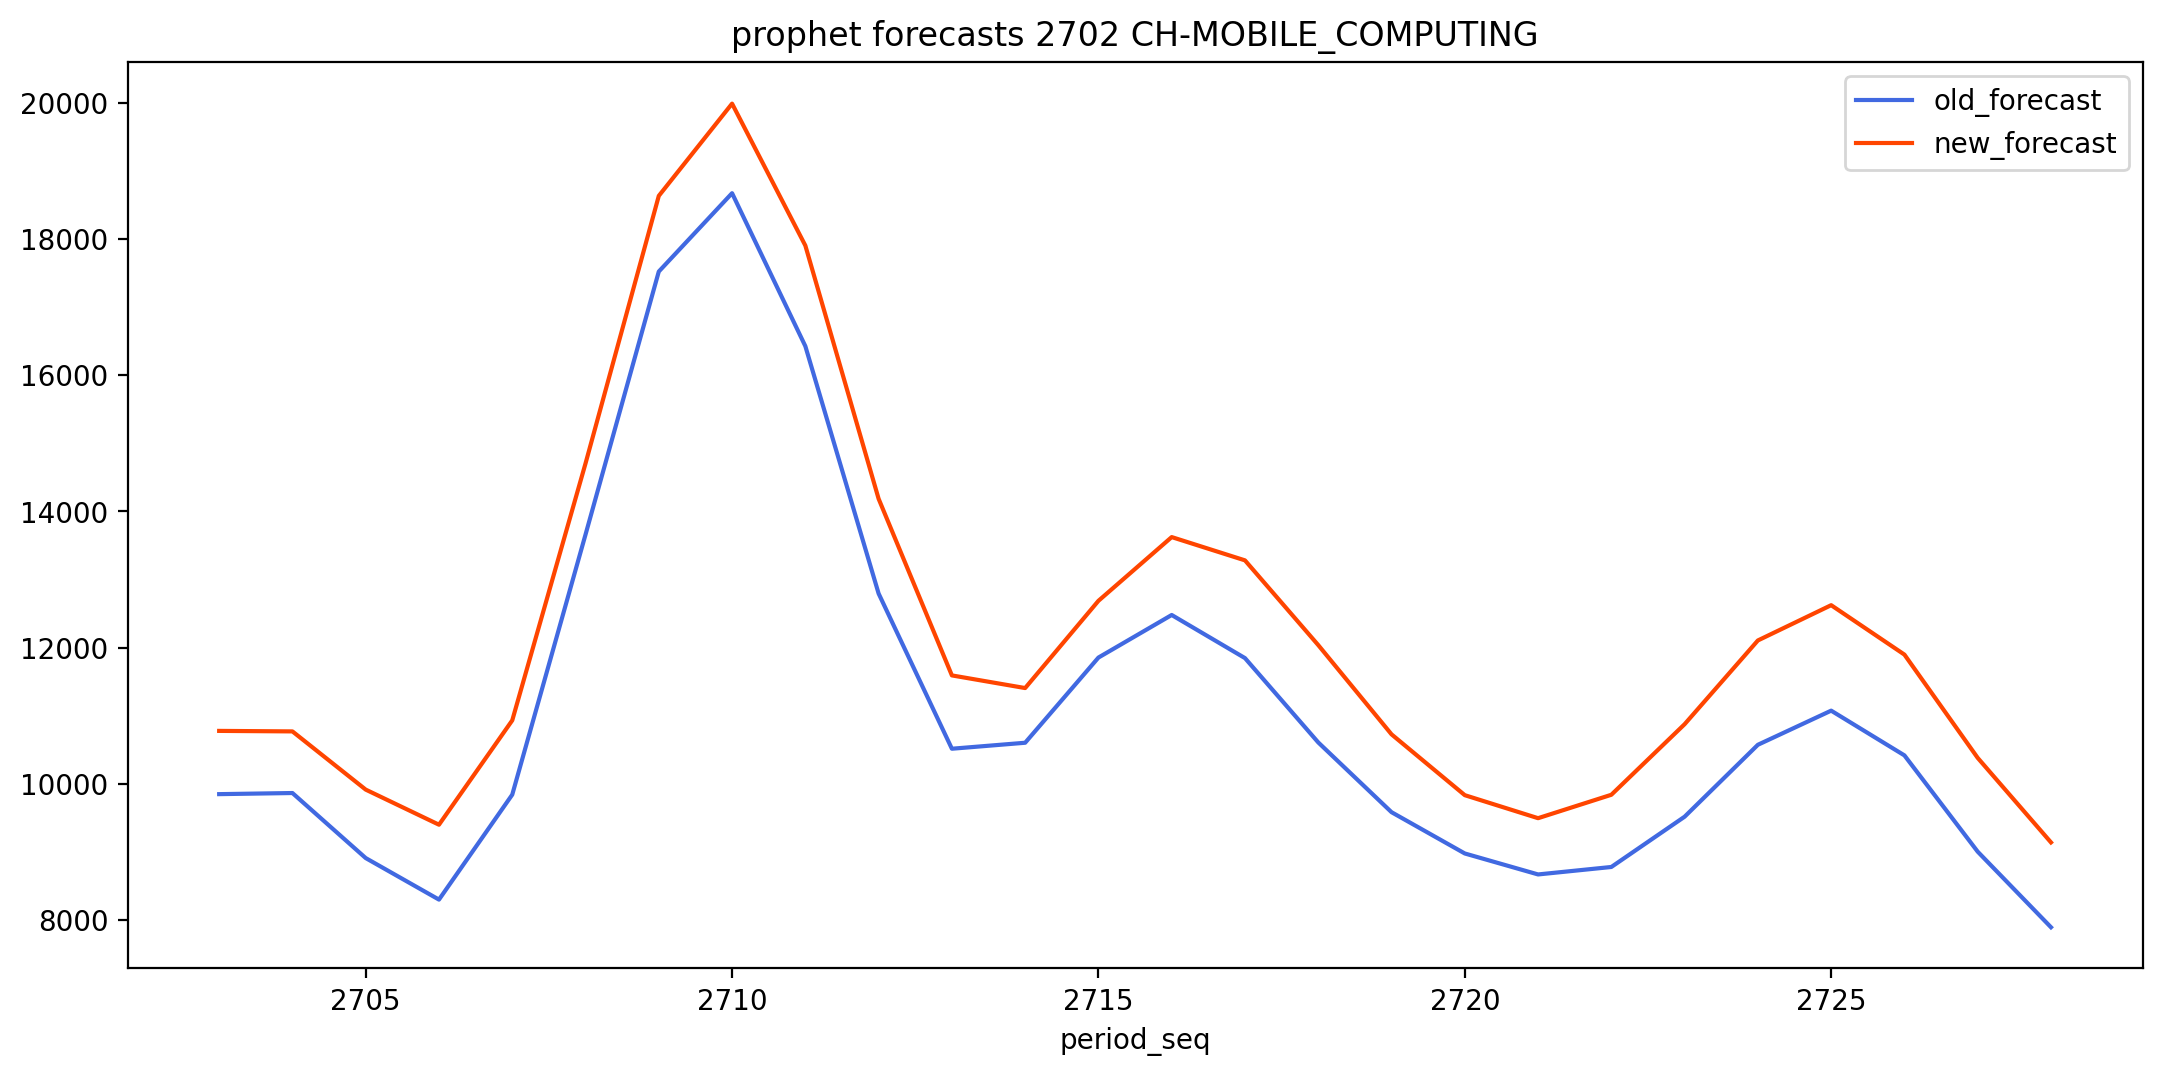 prophet forecasts 2702 CH-MOBILE_COMPUTING
old_forecast
new_forecast
20000
18000
16000
14000
12000
10000
8000
2705 2710 2715 2720 2725
period_seq